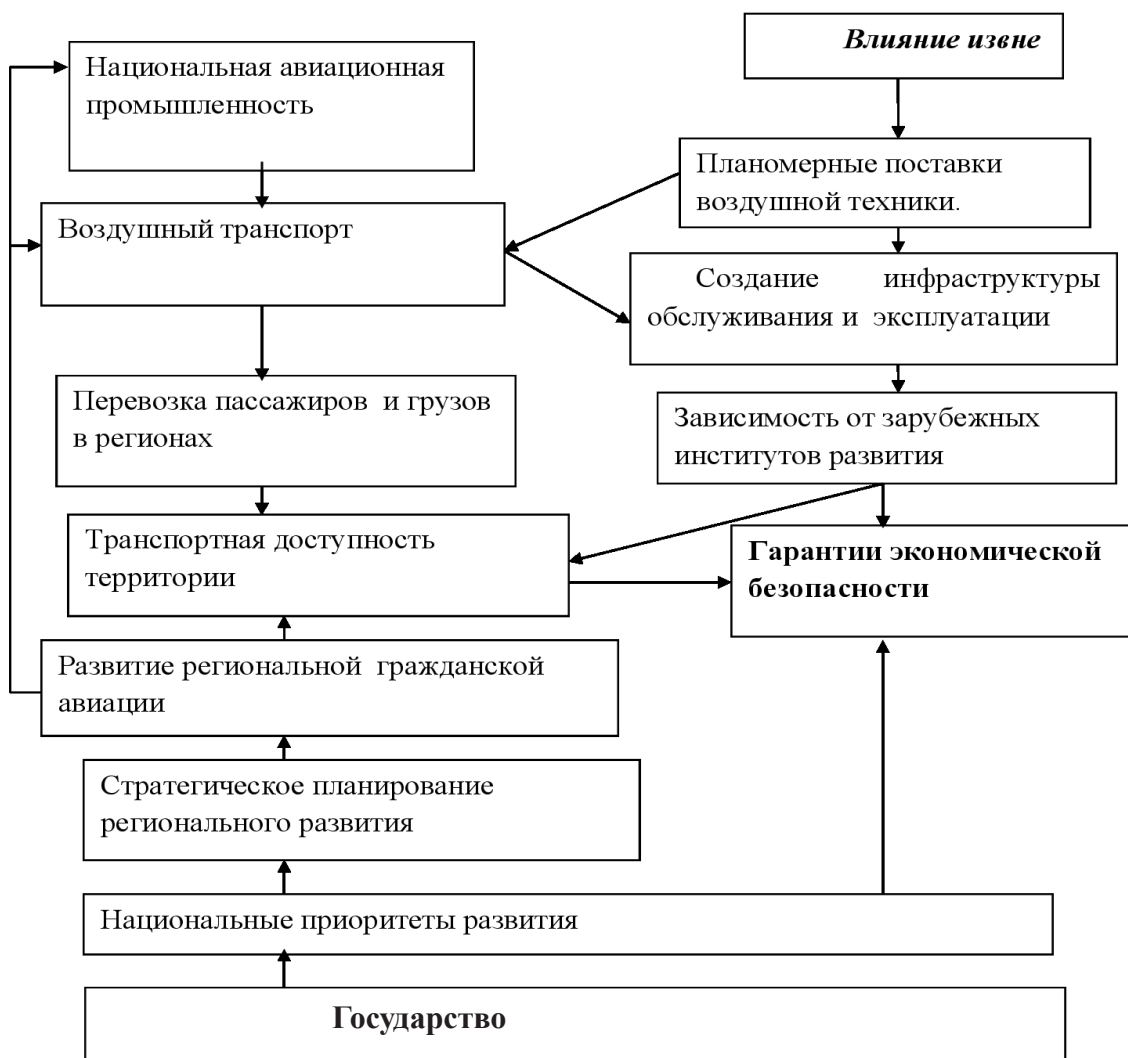 Влияние извне
Национальная авиационная
промышленность
Планомерные поставки
воздушной техники.
Воздушный транспорт
Создание инфраструктуры
обслуживания и эксплуатации
Перевозка пассажиров и грузов
в регионах
Зависимость от зарубежных
институтов развития
Транспортная доступность
территории
Гарантии экономической
безопасности
Развитие региональной гражданской
авиации
Стратегическое планирование
регионального развития
Национальные приоритеты развития
Государство